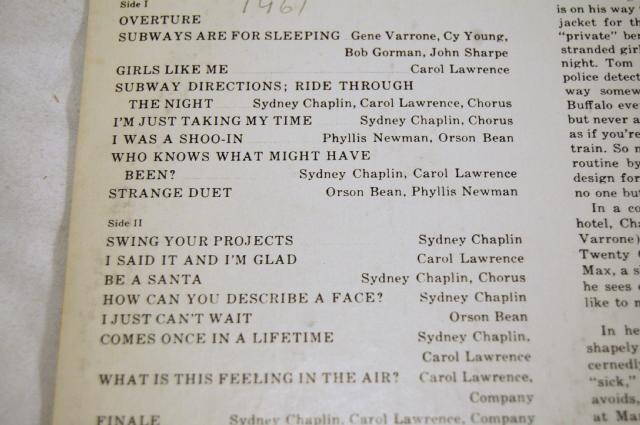 1961
Side I
OVERTURE
SUBWAYS ARE FOR SLEEPING Gene Varrone, Cy Young,
Bob Gorman, John Sharpe
GIRLS LIKE ME Carol Lawrence
SUBWAY DIRECTIONS; RIDE THROUGH
THE NIGHT Sydney Chaplin, Carol Lawrence, Chorus
I'M JUST TAKING MY TIME Sydney Chaplin, Chorus
I WAS A SHOO-IN Phyllis Newman, Orson Bean
WHO KNOWS WHAT MIGHT HAVE
BEEN? Sydney Chaplin, Carol Lawrence
STRANGE DUET Orson Bean, Phyllis Newman
Side II
SWING YOUR PROJECTS Sydney Chaplin
I SAID IT AND I'M GLAD Carol Lawrence
BE A SANTA Sydney Chaplin, Chorus
HOW CAN YOU DESCRIBE A FACE? Sydney Chaplin
I JUST CAN'T WAIT Orson Bean
COMES ONCE IN A LIFETIME Sydney Chaplin,
Carol Lawrence
WHAT IS THIS FEELING IN THE AIR? Carol Lawrence,
Company
FINALE Sydney Chaplin, Carol Lawrence, Company
is on his way
jacket for th
"private" ben
stranded girl
night. Tom
police detect
way somew
Buffalo eve
but never a
as if you're
train. So m
routine by
design for
no one but
In a co
hotel, Cha
Varrone)
Twenty
Max, a s
he sees
like to m
In he
shapely
cernedly
"sick,"
avoids,
at Ma